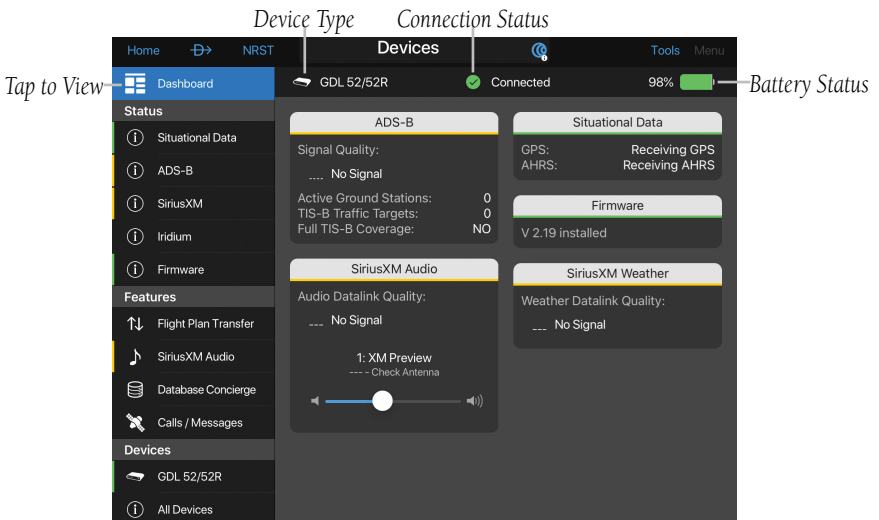 Device Type
Connection Status
Home
NRST
Devices
Tools
Menu
Tap to View
Dashboard
GDL 52/52R
Connected
98%
Battery Status
Status
Situational Data
ADS-B
SiriusXM
Iridium
Firmware
Features
Flight Plan Transfer
SiriusXM Audio
Database Concierge
Calls / Messages
Devices
GDL 52/52R
All Devices
ADS-B
Signal Quality:
---- No Signal
Active Ground Stations: 0
TIS-B Traffic Targets: 0
Full TIS-B Coverage: NO
SiriusXM Audio
Audio Datalink Quality:
--- No Signal
1: XM Preview
--- - Check Antenna
Situational Data
GPS: Receiving GPS
AHRS: Receiving AHRS
Firmware
V 2.19 installed
SiriusXM Weather
Weather Datalink Quality:
--- No Signal